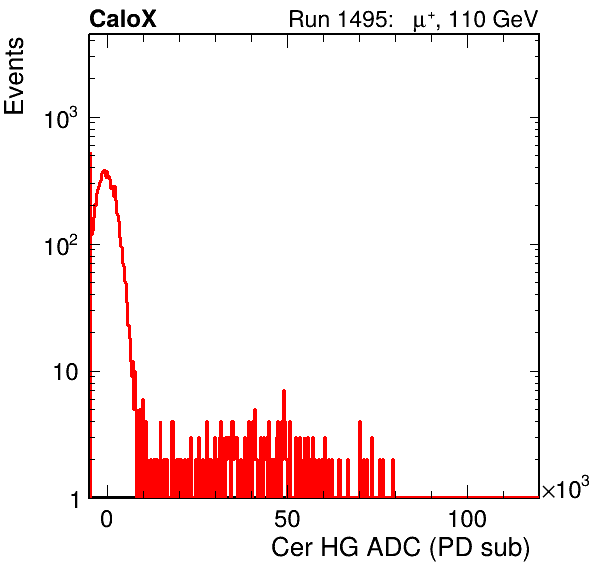 CaloX Run 1495: μ⁺, 110 GeV
Events
10³
10²
10
1
0 50 100 ×10³
Cer HG ADC (PD sub)